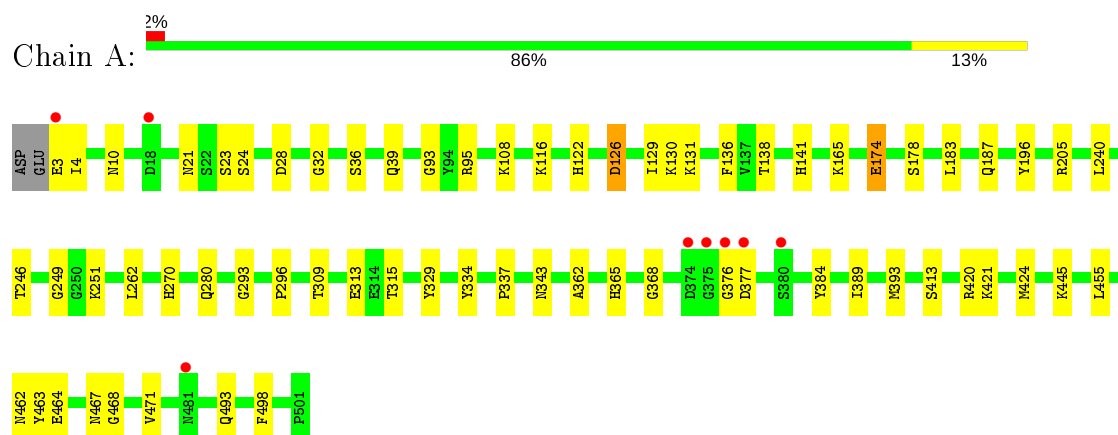 2%
Chain A:
86%
13%
ASP GLU E3 I4 N10 D18 N21 S22 S23 S24 D28 G32 S36 Q39 G93 Y94 R95 K108 K116 H122 D126 I129 K130 K131 F136 V137 T138 H141 K165 E174 S178 L183 Q187 Y196 R205 L240
T246 G249 G250 K251 L262 H270 Q280 G293 P296 T309 E313 E314 T315 Y329 Y334 P337 N343 A362 H365 G368 D374 G375 G376 D377 S380 Y384 I389 M393 S413 R420 K421 M424 K445 L455
N462 Y463 E464 N467 G468 V471 N481 Q493 F498 P501